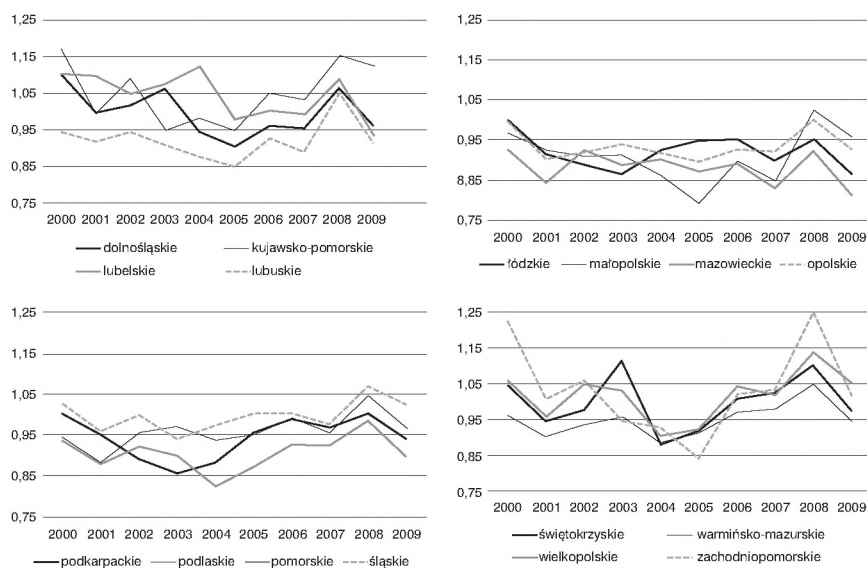 1,25
1,15
1,05
0,95
0,85
0,75
2000 2001 2002 2003 2004 2005 2006 2007 2008 2009
dolnośląskie kujawsko-pomorskie
lubelskie lubuskie
1,25
1,15
1,05
0,95
0,85
0,75
2000 2001 2002 2003 2004 2005 2006 2007 2008 2009
łódzkie małopolskie mazowieckie opolskie
1,25
1,15
1,05
0,95
0,85
0,75
2000 2001 2002 2003 2004 2005 2006 2007 2008 2009
podkarpackie podlaskie pomorskie śląskie
1,25
1,15
1,05
0,95
0,85
0,75
2000 2001 2002 2003 2004 2005 2006 2007 2008 2009
świętokrzyskie warmińsko-mazurskie
wielkopolskie zachodniopomorskie